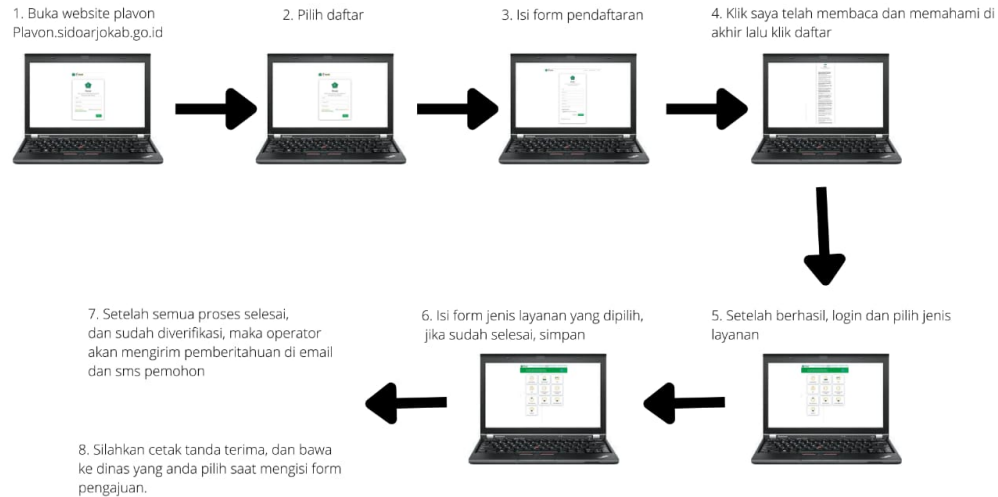 1. Buka website plavon
Plavon.sidoarjokab.go.id
2. Pilih daftar
3. Isi form pendaftaran
4. Klik saya telah membaca dan memahami di
akhir lalu klik daftar
5. Setelah berhasil, login dan pilih jenis
layanan
6. Isi form jenis layanan yang dipilih,
jika sudah selesai, simpan
7. Setelah semua proses selesai,
dan sudah diverifikasi, maka operator
akan mengirim pemberitahuan di email
dan sms pemohon
8. Silahkan cetak tanda terima, dan bawa
ke dinas yang anda pilih saat mengisi form
pengajuan.